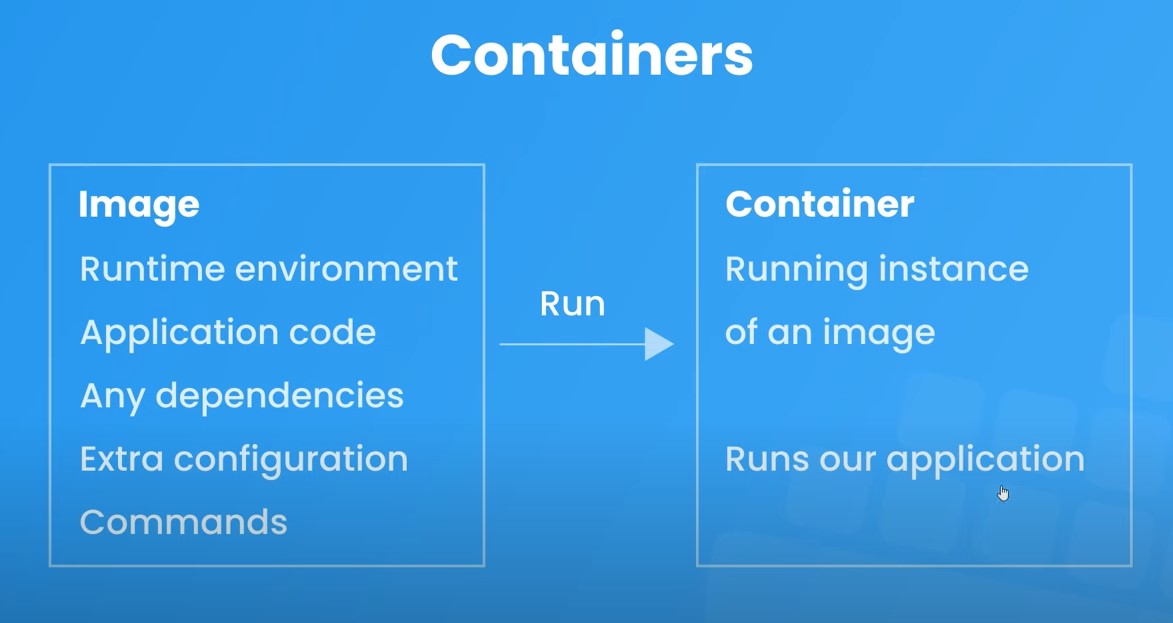 Containers
Image
Runtime environment
Application code
Any dependencies
Extra configuration
Commands
Run
Container
Running instance
of an image
Runs our application